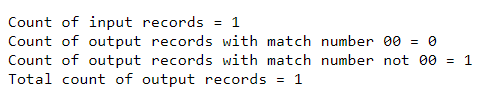 Count of input records = 1
Count of output records with match number 00 = 0
Count of output records with match number not 00 = 1
Total count of output records = 1